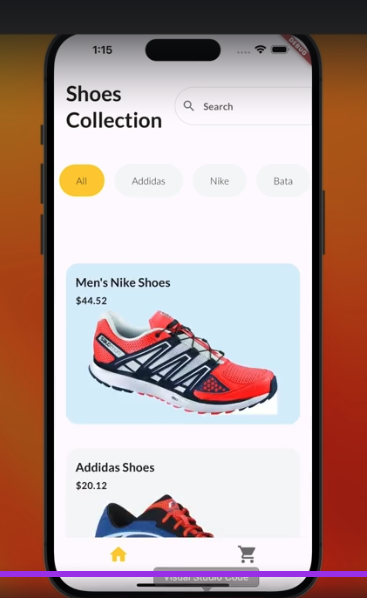 1:15
DEBUG
Shoes
Collection
Search
All
Addidas
Nike
Bata
Men's Nike Shoes
$44.52
Addidas Shoes
$20.12
Visual Studio Code